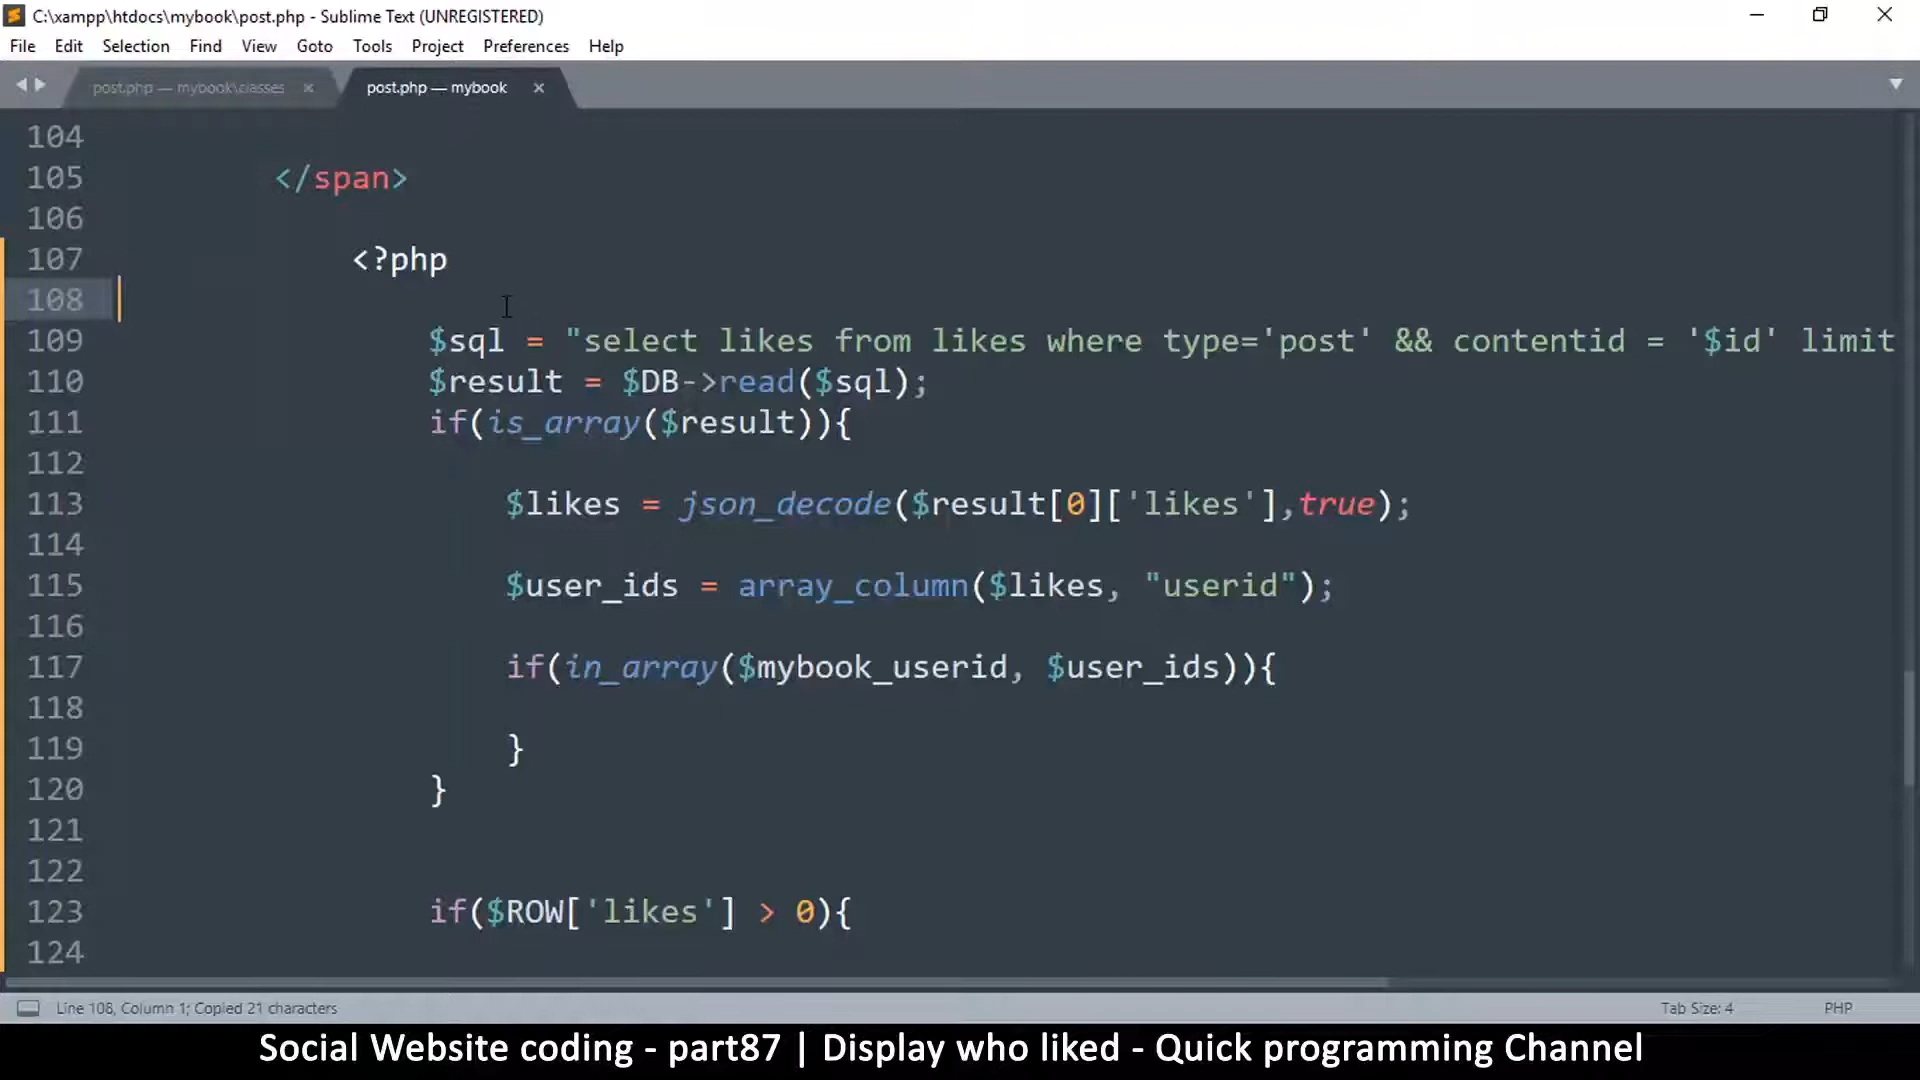 C:\xampp\htdocs\mybook\post.php - Sublime Text (UNREGISTERED)
File Edit Selection Find View Goto Tools Project Preferences Help
post.php — mybook\classes × post.php — mybook ×
104
105 </span>
106
107 <?php
108
109 $sql = "select likes from likes where type='post' && contentid = '$id' limit
110 $result = $DB->read($sql);
111 if(is_array($result)){
112
113 $likes = json_decode($result[0]['likes'],true);
114
115 $user_ids = array_column($likes, "userid");
116
117 if(in_array($mybook_userid, $user_ids)){
118
119 }
120 }
121
122
123 if($ROW['likes'] > 0){
124
Line 108, Column 1; Copied 21 characters Tab Size: 4 PHP
Social Website coding - part87 | Display who liked - Quick programming Channel